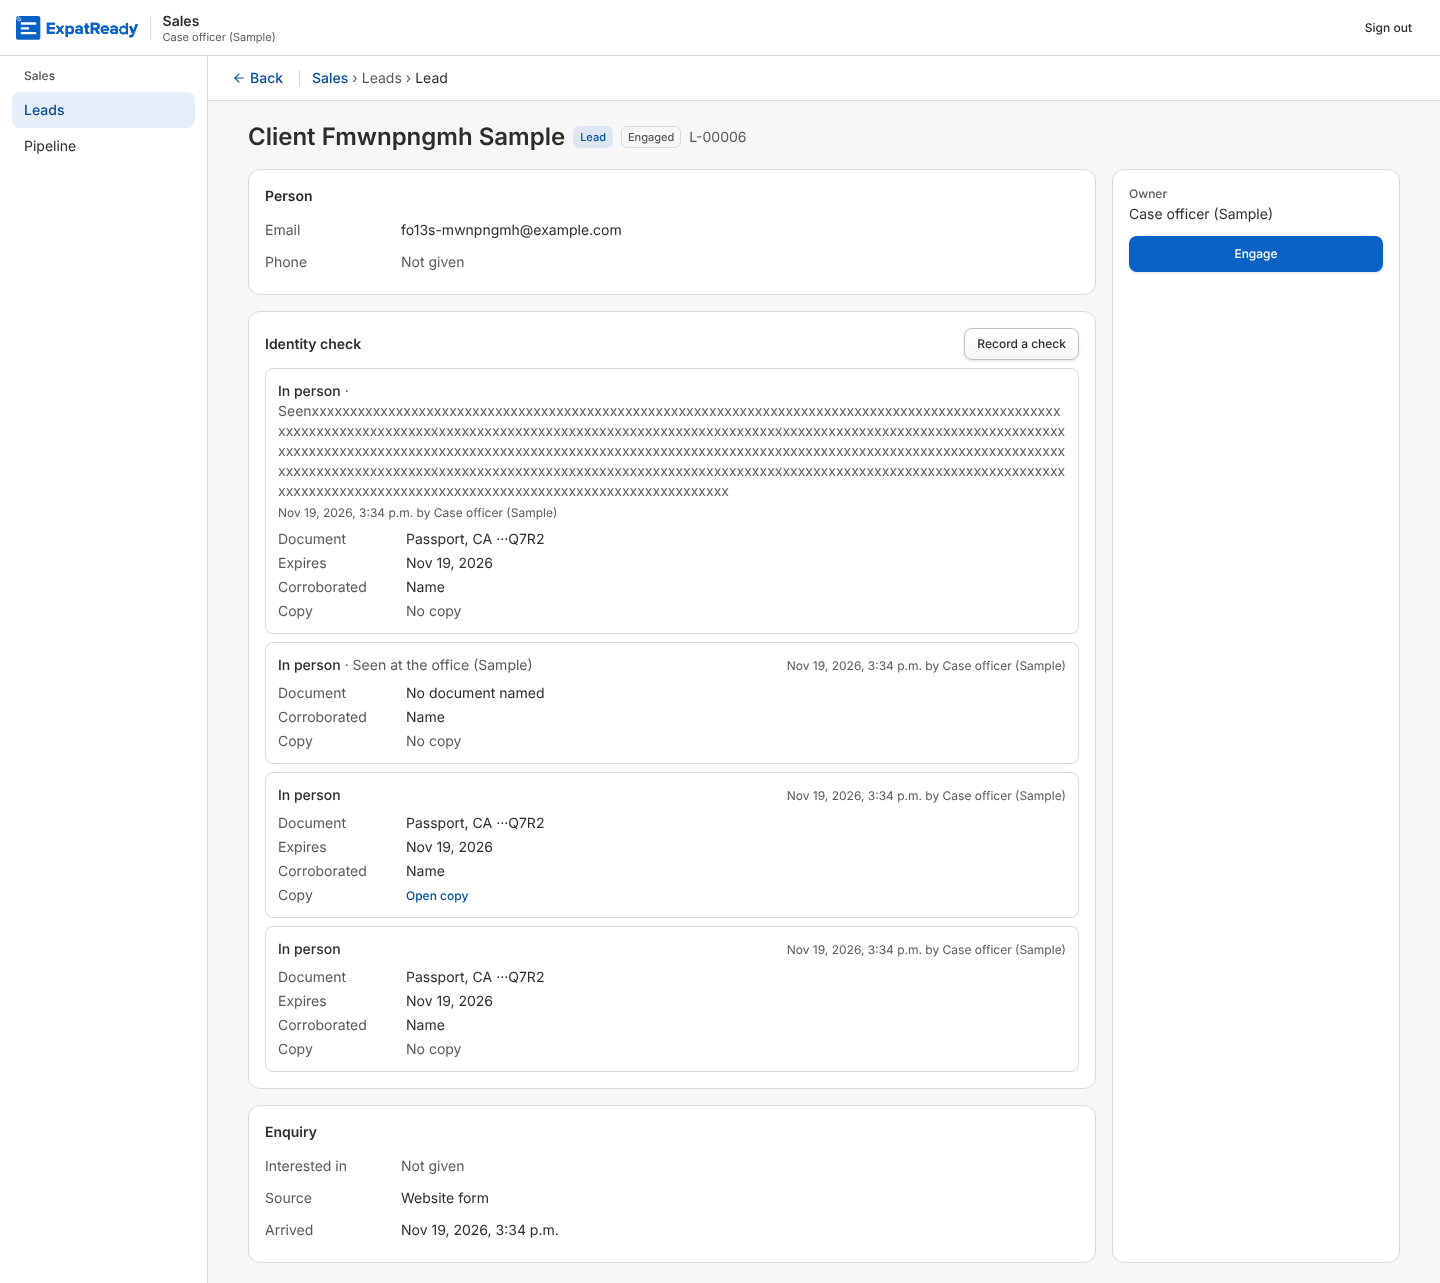 ExpatReady
Sales
Case officer (Sample)
Sign out
Sales
Leads
Pipeline
← Back
Sales › Leads › Lead
Client Fmwnpngmh Sample
Lead
Engaged
L-00006
Person
Email fo13s-mwnpngmh@example.com
Phone Not given
Owner
Case officer (Sample)
Engage
Identity check
Record a check
In person ·
Nov 19, 2026, 3:34 p.m. by Case officer (Sample)
Document Passport, CA ···Q7R2
Expires Nov 19, 2026
Corroborated Name
Copy No copy
In person · Seen at the office (Sample) Nov 19, 2026, 3:34 p.m. by Case officer (Sample)
Document No document named
Corroborated Name
Copy No copy
In person Nov 19, 2026, 3:34 p.m. by Case officer (Sample)
Document Passport, CA ···Q7R2
Expires Nov 19, 2026
Corroborated Name
Copy Open copy
In person Nov 19, 2026, 3:34 p.m. by Case officer (Sample)
Document Passport, CA ···Q7R2
Expires Nov 19, 2026
Corroborated Name
Copy No copy
Enquiry
Interested in Not given
Source Website form
Arrived Nov 19, 2026, 3:34 p.m.